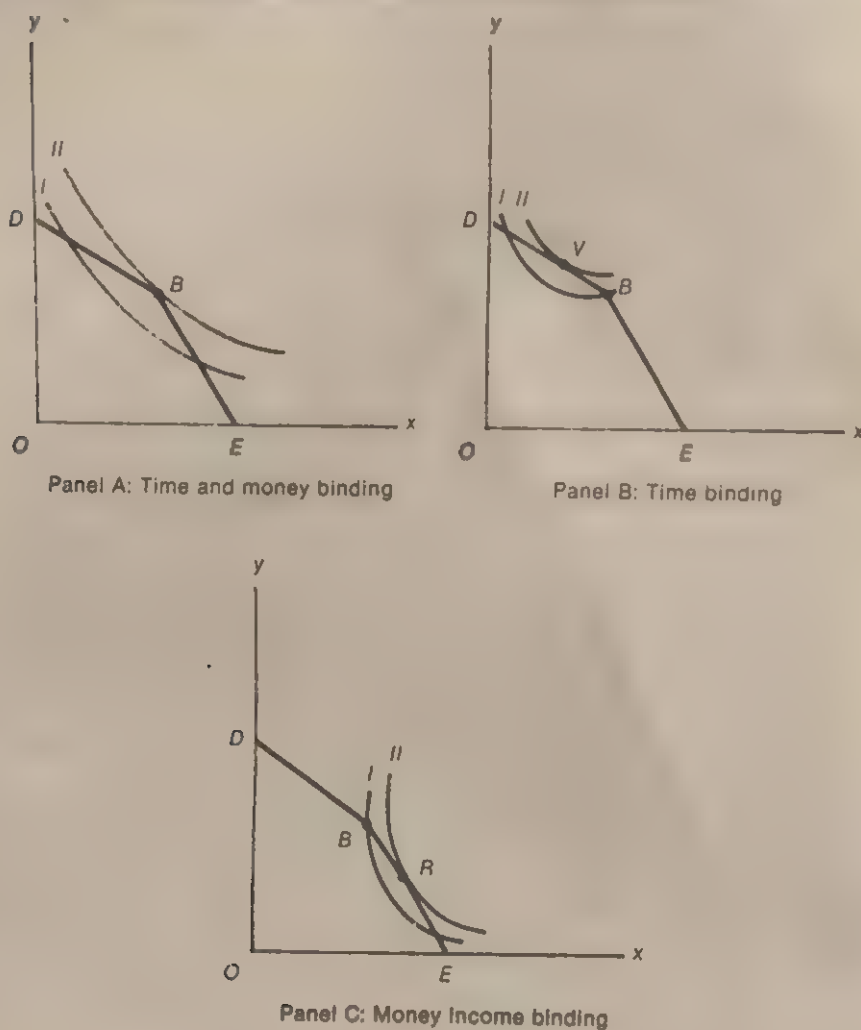 y
II
I
D
B
O
E
x
Panel A: Time and money binding
y
I II
D
V
B
O
E
x
Panel B: Time binding
y
D
I II
B
R
O
E
x
Panel C: Money Income binding